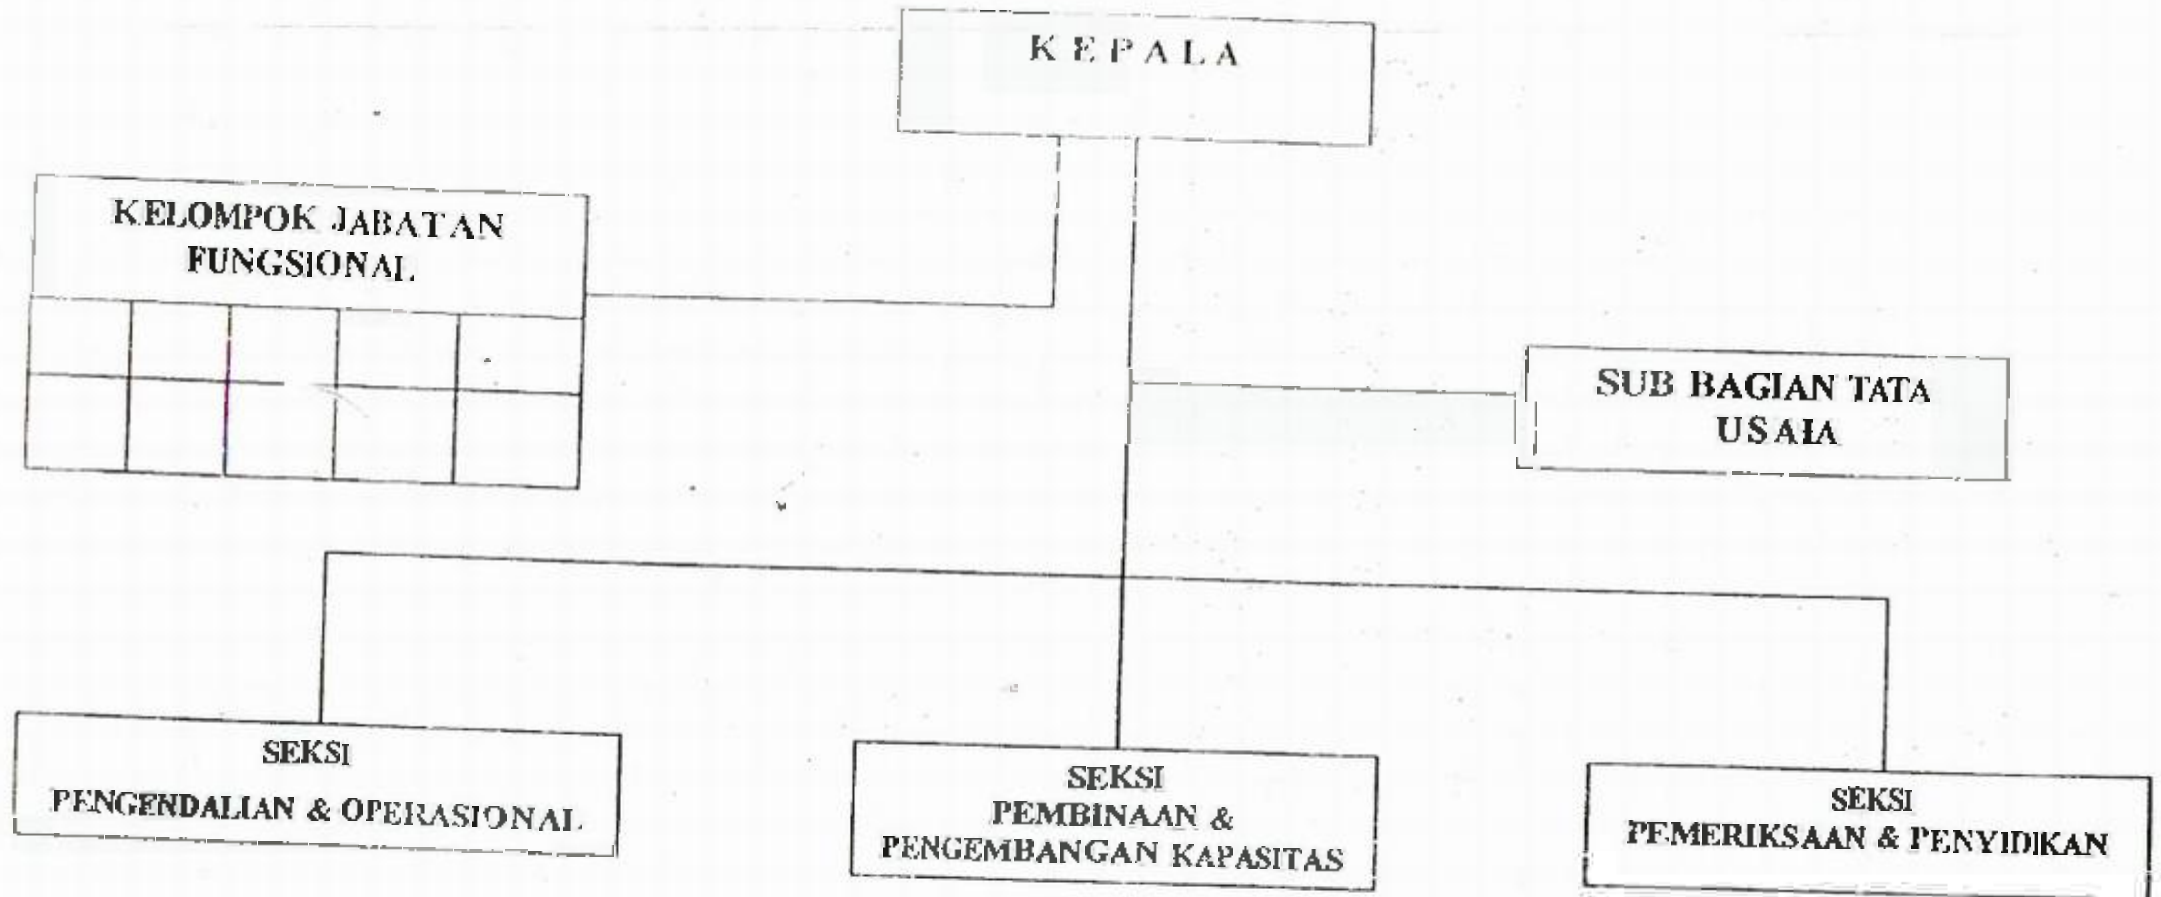 KEPALA
KELOMPOK JABATAN
FUNGSIONAL
SUB BAGIAN TATA
USAIA
SEKSI
PENGENDALIAN & OPERASIONAL
SEKSI
PEMBINAAN &
PENGEMBANGAN KAPASITAS
SEKSI
PEMERIKSAAN & PENYIDIKAN